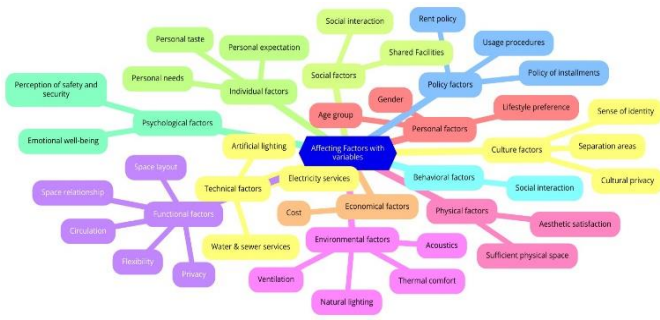 Social interaction
Rent policy
Personal taste
Personal expectation
Shared Facilities
Usage procedures
Personal needs
Individual factors
Social factors
Policy factors
Policy of installments
Perception of safety and
security
Gender
Age group
Personal factors
Lifestyle preference
Sense of identity
Psychological factors
Emotional well-being
Artificial lighting
Affecting Factors with
variables
Culture factors
Separation areas
Space layout
Electricity services
Behavioral factors
Cultural privacy
Space relationship
Technical factors
Social interaction
Functional factors
Cost
Economical factors
Physical factors
Aesthetic satisfaction
Circulation
Water & sewer services
Environmental factors
Acoustics
Sufficient physical space
Flexibility
Privacy
Ventilation
Thermal comfort
Natural lighting